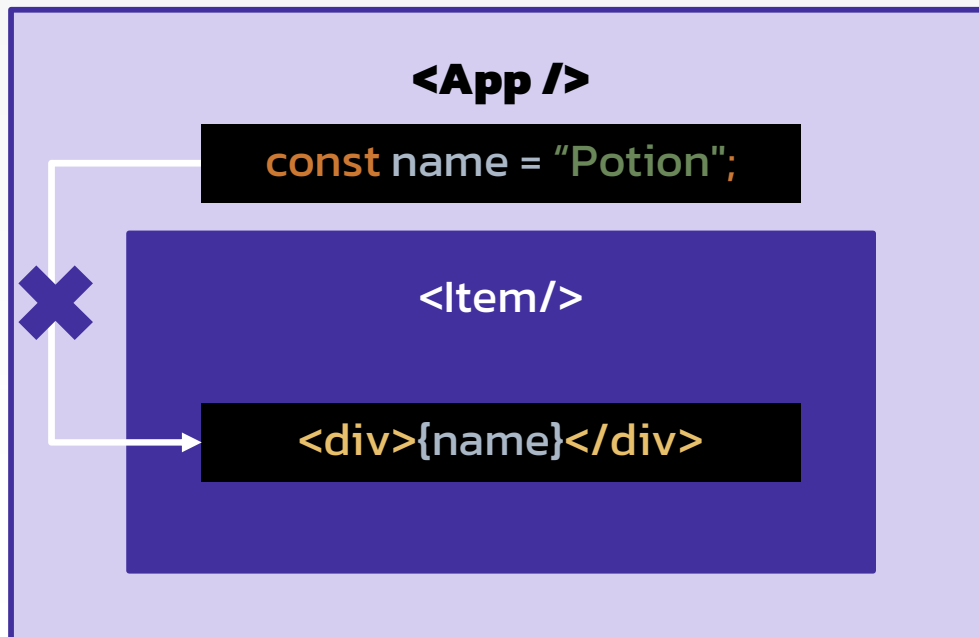 <App />
const name = “Potion";
<Item/>
<div>{name}</div>